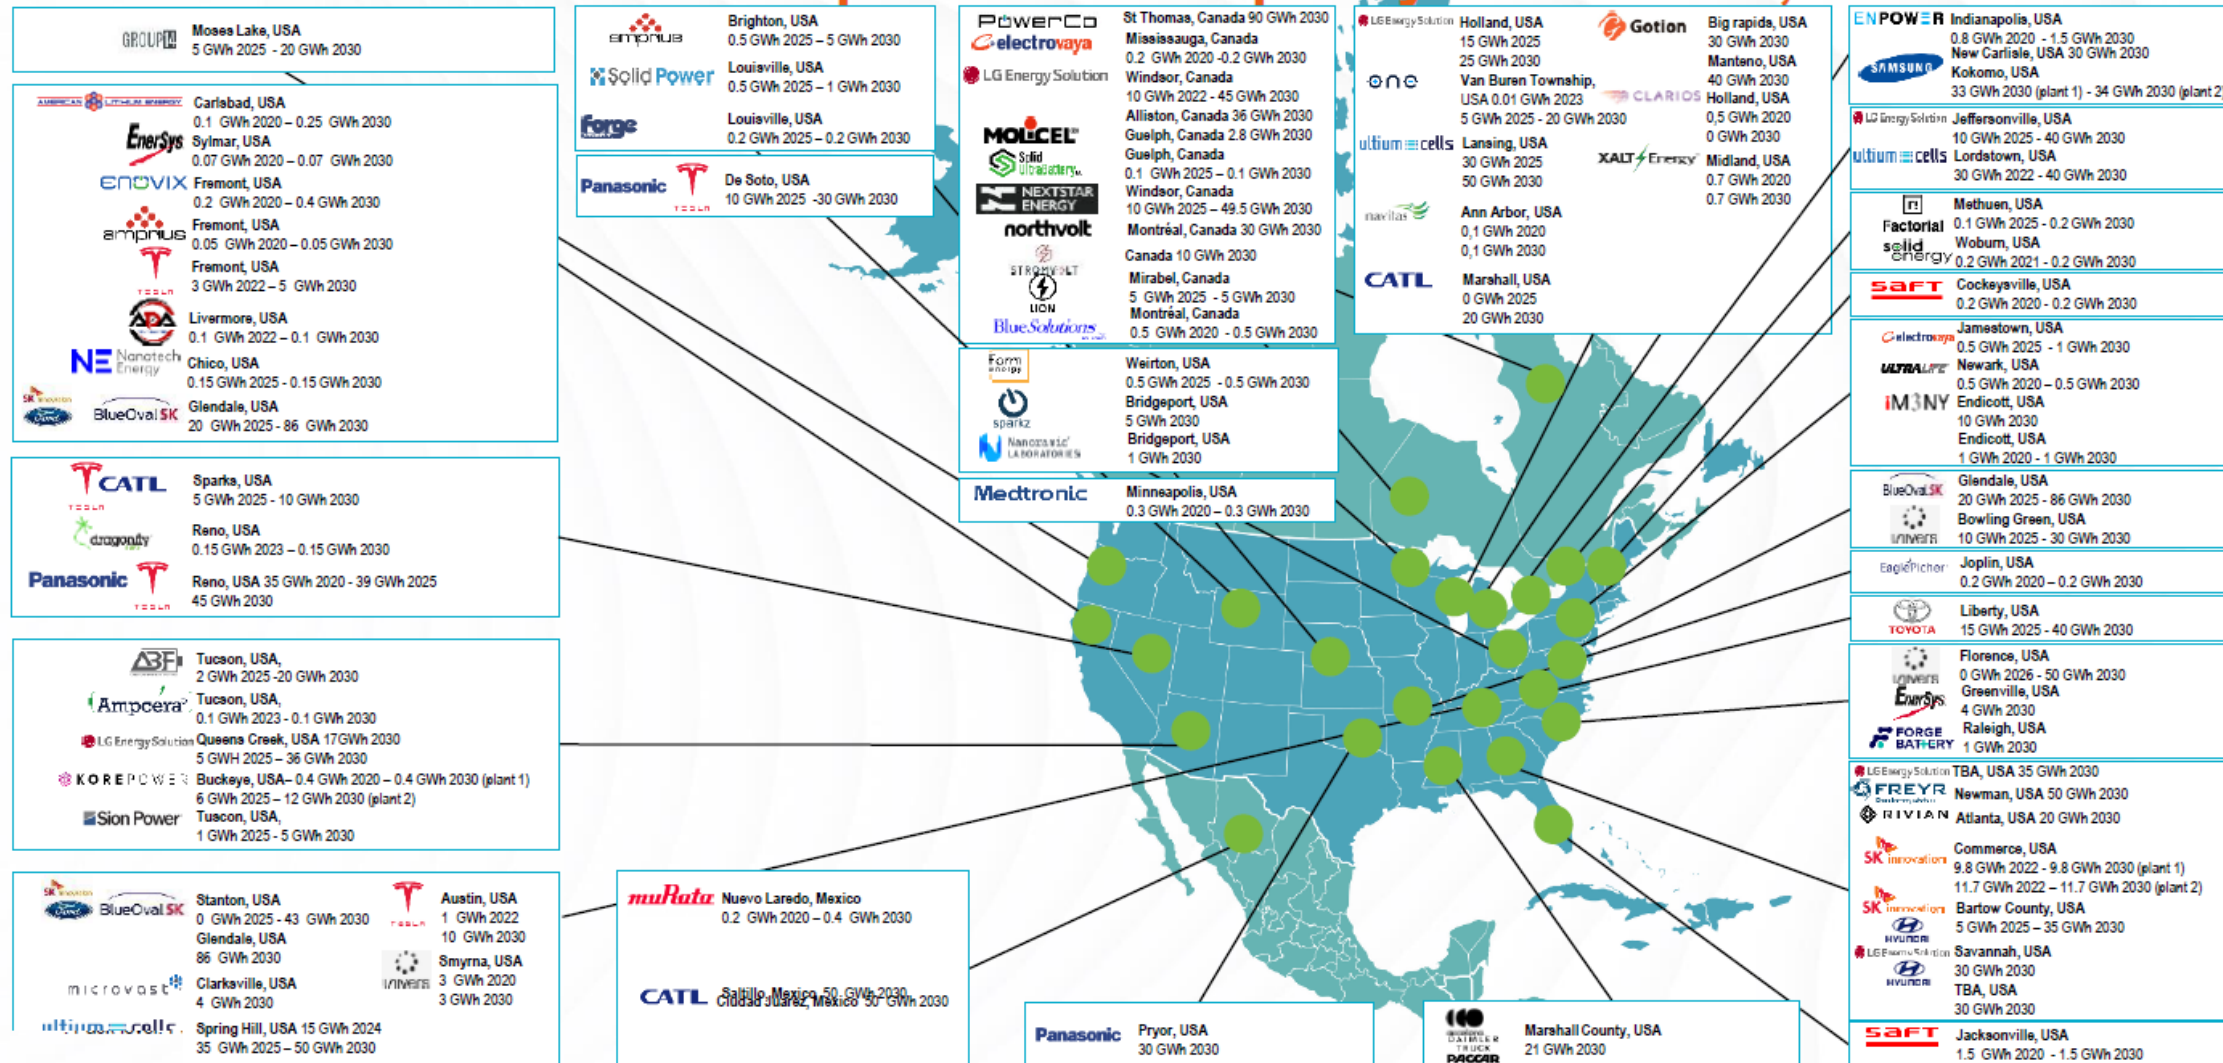 GROUP14
Moses Lake, USA
5 GWh 2025 - 20 GWh 2030
AMERICAN LITHIUM ENERGY
Carlsbad, USA
0.1 GWh 2020 – 0.25 GWh 2030
EnerSys
Sylmar, USA
0.07 GWh 2020 – 0.07 GWh 2030
ENOVIX
Fremont, USA
0.2 GWh 2020 – 0.4 GWh 2030
amprius
Fremont, USA
0.05 GWh 2020 – 0.05 GWh 2030
TESLA
Fremont, USA
3 GWh 2022 – 5 GWh 2030
Livermore, USA
0.1 GWh 2022 – 0.1 GWh 2030
NE Nanotech Energy
Chico, USA
0.15 GWh 2025 - 0.15 GWh 2030
SK innovation
Ford
BlueOval SK
Glendale, USA
20 GWh 2025 - 86 GWh 2030
TESLA
CATL
Sparks, USA
5 GWh 2025 - 10 GWh 2030
dragonfly
Reno, USA
0.15 GWh 2023 – 0.15 GWh 2030
Panasonic
TESLA
Reno, USA 35 GWh 2020 - 39 GWh 2025
45 GWh 2030
ABF
Tucson, USA,
2 GWh 2025 -20 GWh 2030
Ampcera
Tucson, USA,
0.1 GWh 2023 - 0.1 GWh 2030
LG Energy Solution
Queens Creek, USA 17GWh 2030
5 GWH 2025 – 36 GWh 2030
KOREPOWER
Buckeye, USA– 0.4 GWh 2020 – 0.4 GWh 2030 (plant 1)
6 GWh 2025 – 12 GWh 2030 (plant 2)
Sion Power
Tuscon, USA,
1 GWh 2025 - 5 GWh 2030
SK innovation
Ford
BlueOval SK
Stanton, USA
0 GWh 2025 - 43 GWh 2030
Glendale, USA
86 GWh 2030
microvast
Clarksville, USA
4 GWh 2030
ultium cells
Spring Hill, USA 15 GWh 2024
35 GWh 2025 – 50 GWh 2030
TESLA
Austin, USA
1 GWh 2022
10 GWh 2030
Smyrna, USA
3 GWh 2020
3 GWh 2030
amprius
Brighton, USA
0.5 GWh 2025 – 5 GWh 2030
Solid Power
Louisville, USA
0.5 GWh 2025 – 1 GWh 2030
Forge
Louisville, USA
0.2 GWh 2025 – 0.2 GWh 2030
Panasonic
TESLA
De Soto, USA
10 GWh 2025 -30 GWh 2030
PowerCo
St Thomas, Canada 90 GWh 2030
electrovaya
Mississauga, Canada
0.2 GWh 2020 -0.2 GWh 2030
LG Energy Solution
Windsor, Canada
10 GWh 2022 - 45 GWh 2030
Alliston, Canada 36 GWh 2030
MOLICEL
Guelph, Canada 2.8 GWh 2030
Solid Ultrabattery
Guelph, Canada
0.1 GWh 2025 – 0.1 GWh 2030
NEXTSTAR ENERGY
Windsor, Canada
10 GWh 2025 – 49.5 GWh 2030
northvolt
Montréal, Canada 30 GWh 2030
STROMVOLT
Canada 10 GWh 2030
LION
Mirabel, Canada
5 GWh 2025 - 5 GWh 2030
BlueSolutions
Montréal, Canada
0.5 GWh 2020 - 0.5 GWh 2030
Form energy
Weirton, USA
0.5 GWh 2025 - 0.5 GWh 2030
sparkz
Bridgeport, USA
5 GWh 2030
Nanoramic LABORATORIES
Bridgeport, USA
1 GWh 2030
Medtronic
Minneapolis, USA
0.3 GWh 2020 – 0.3 GWh 2030
LG Energy Solution
Holland, USA
15 GWh 2025
25 GWh 2030
one
Van Buren Township,
USA 0.01 GWh 2023
5 GWh 2025 - 20 GWh 2030
ultium cells
Lansing, USA
30 GWh 2025
50 GWh 2030
navitas
Ann Arbor, USA
0,1 GWh 2020
0,1 GWh 2030
CATL
Marshall, USA
0 GWh 2025
20 GWh 2030
Gotion
Big rapids, USA
30 GWh 2030
Manteno, USA
40 GWh 2030
CLARIOS
Holland, USA
0,5 GWh 2020
0 GWh 2030
XALT Energy
Midland, USA
0.7 GWh 2020
0.7 GWh 2030
ENPOWER
Indianapolis, USA
0.8 GWh 2020 - 1.5 GWh 2030
SAMSUNG
New Carlisle, USA 30 GWh 2030
Kokomo, USA
33 GWh 2030 (plant 1) - 34 GWh 2030 (plant 2)
LG Energy Solution
Jeffersonville, USA
10 GWh 2025 - 40 GWh 2030
ultium cells
Lordstown, USA
30 GWh 2022 - 40 GWh 2030
Factorial
Methuen, USA
0.1 GWh 2025 - 0.2 GWh 2030
solid energy
Woburn, USA
0.2 GWh 2021 - 0.2 GWh 2030
saft
Cockeysville, USA
0.2 GWh 2020 - 0.2 GWh 2030
electrovaya
Jamestown, USA
0.5 GWh 2025 - 1 GWh 2030
ULTRALIFE
Newark, USA
0.5 GWh 2020 – 0.5 GWh 2030
iM3NY
Endicott, USA
10 GWh 2030
Endicott, USA
1 GWh 2020 - 1 GWh 2030
BlueOval SK
Glendale, USA
20 GWh 2025 - 86 GWh 2030
Bowling Green, USA
10 GWh 2025 - 30 GWh 2030
EaglePicher
Joplin, USA
0.2 GWh 2020 – 0.2 GWh 2030
TOYOTA
Liberty, USA
15 GWh 2025 - 40 GWh 2030
Florence, USA
0 GWh 2026 - 50 GWh 2030
EnerSys
Greenville, USA
4 GWh 2030
FORGE BATTERY
Raleigh, USA
1 GWh 2030
LG Energy Solution
TBA, USA 35 GWh 2030
FREYR
Newman, USA 50 GWh 2030
RIVIAN
Atlanta, USA 20 GWh 2030
SK innovation
Commerce, USA
9.8 GWh 2022 - 9.8 GWh 2030 (plant 1)
11.7 GWh 2022 – 11.7 GWh 2030 (plant 2)
SK innovation
HYUNDAI
Bartow County, USA
5 GWh 2025 – 35 GWh 2030
LG Energy Solution
HYUNDAI
Savannah, USA
30 GWh 2030
TBA, USA
30 GWh 2030
saft
Jacksonville, USA
1.5 GWh 2020 - 1.5 GWh 2030
muRata
Nuevo Laredo, Mexico
0.2 GWh 2020 – 0.4 GWh 2030
CATL
Saltillo, Mexico 50 GWh 2030
Ciudad Juarez, Mexico 50 GWh 2030
Panasonic
Pryor, USA
30 GWh 2030
DAIMLER TRUCK
PACCAR
Marshall County, USA
21 GWh 2030